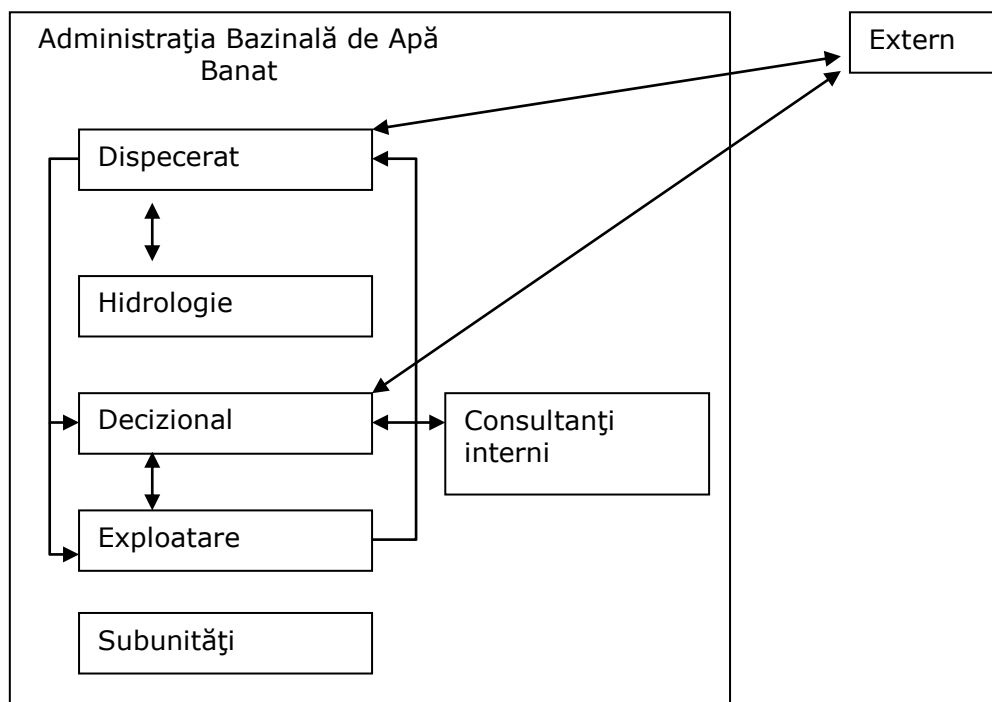 Administraţia Bazinală de Apă
Banat
Extern
Dispecerat
Hidrologie
Decizional
Consultanţi
interni
Exploatare
Subunităţi